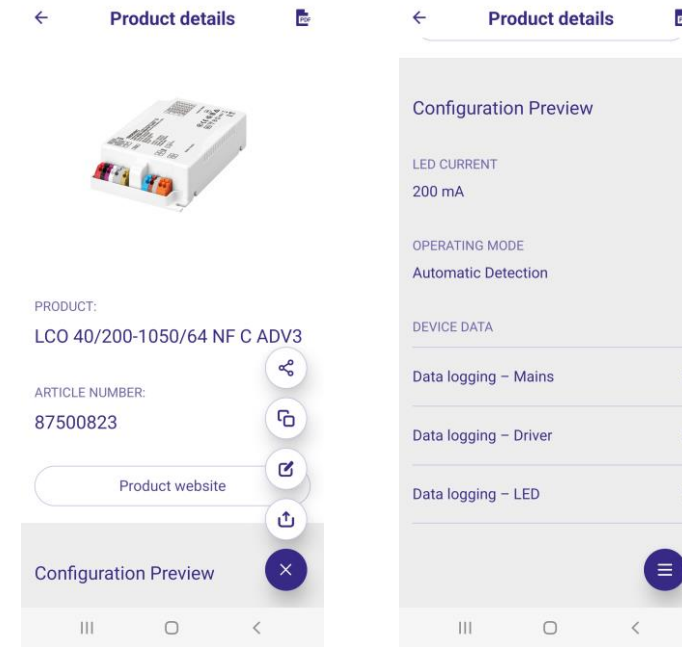 Product details
PDF
PRODUCT:
LCO 40/200-1050/64 NF C ADV3
ARTICLE NUMBER:
87500823
Product website
Configuration Preview
Product details
Configuration Preview
LED CURRENT
200 mA
OPERATING MODE
Automatic Detection
DEVICE DATA
Data logging – Mains
Data logging – Driver
Data logging – LED